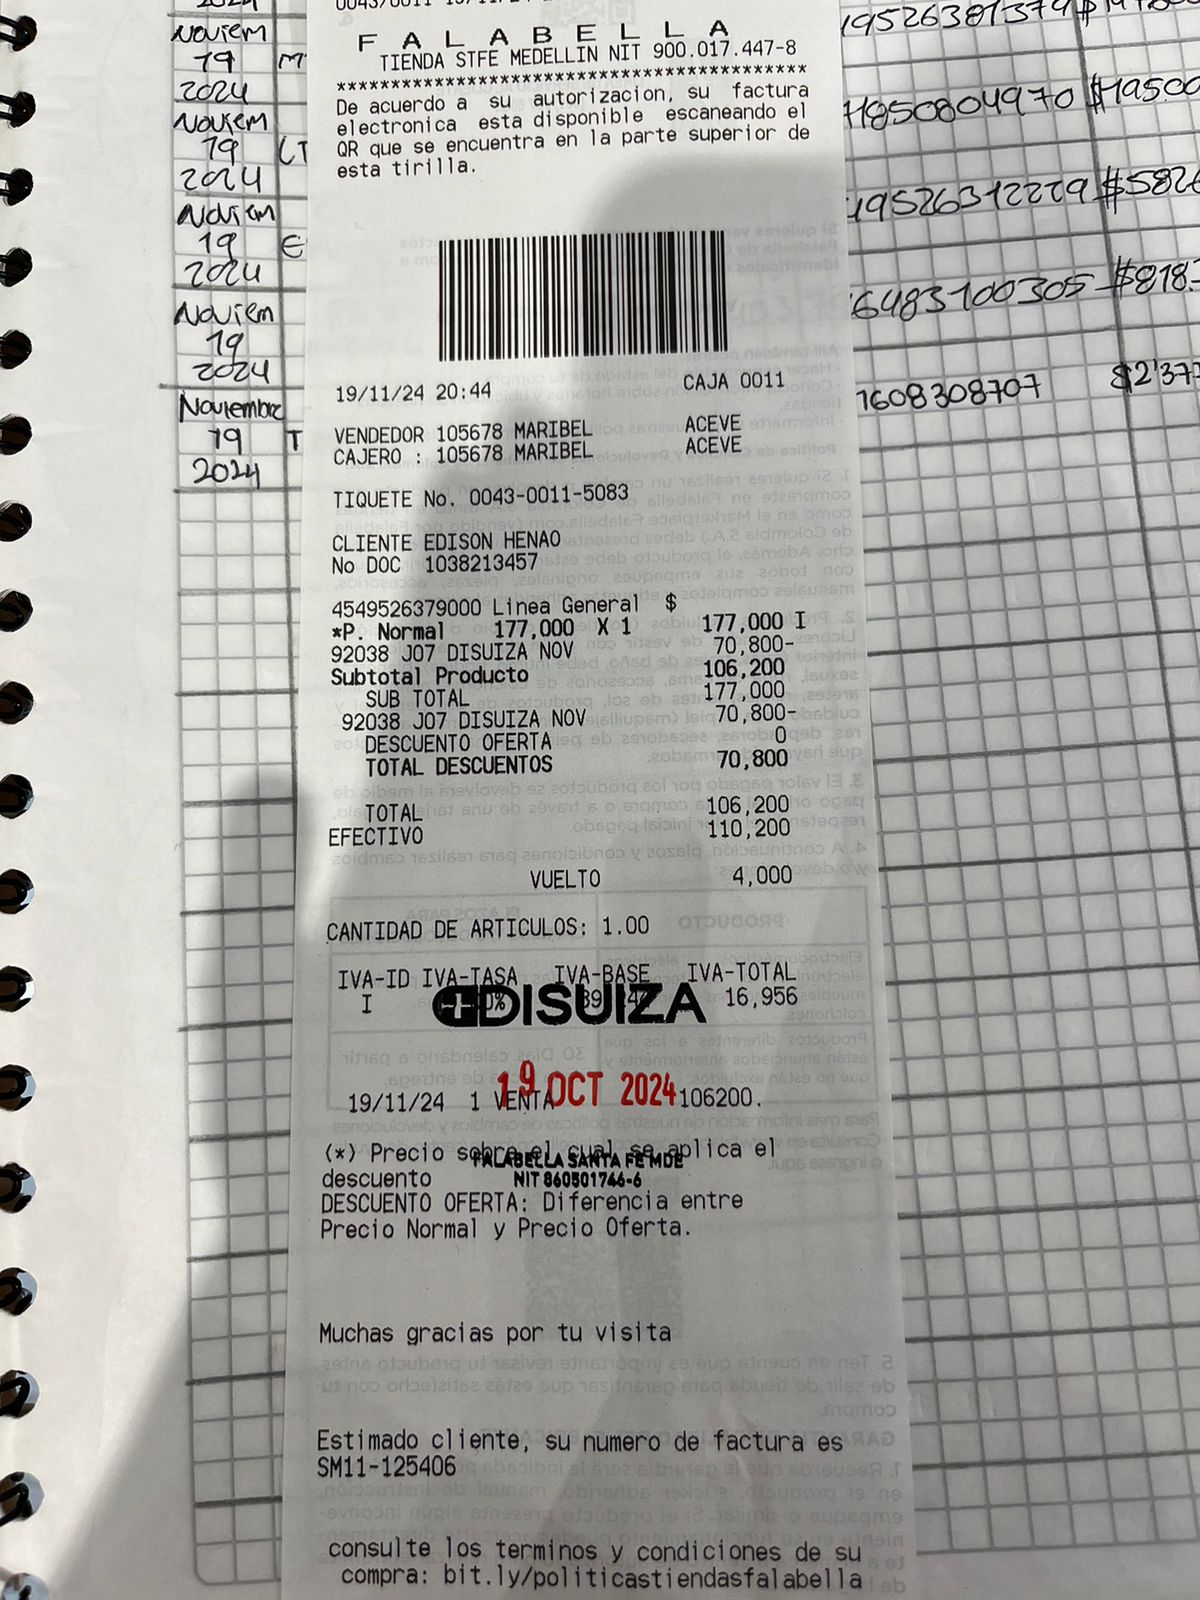 F A L A B E L L A
TIENDA STFE MEDELLIN NIT 900.017.447-8
******************************************
De acuerdo a su autorizacion, su factura
electronica esta disponible escaneando el
QR que se encuentra en la parte superior de
esta tirilla.
19/11/24 20:44 CAJA 0011
VENDEDOR 105678 MARIBEL ACEVE
CAJERO : 105678 MARIBEL ACEVE
TIQUETE No. 0043-0011-5083
CLIENTE EDISON HENAO
No DOC 1038213457
4549526379000 Linea General $
*P. Normal 177,000 X 1 177,000 I
92038 J07 DISUIZA NOV 70,800-
Subtotal Producto 106,200
SUB TOTAL 177,000
92038 J07 DISUIZA NOV 70,800-
DESCUENTO OFERTA 0
TOTAL DESCUENTOS 70,800
TOTAL 106,200
EFECTIVO 110,200
VUELTO 4,000
CANTIDAD DE ARTICULOS: 1.00
IVA-ID IVA-TASA IVA-BASE IVA-TOTAL
I 16,956
DISUIZA
19 OCT 2024
19/11/24 1 VENTA 106200.
(*) Precio sobre el cual se aplica el
descuento
FALABELLA SANTA FE MDE
NIT 860501746-6
DESCUENTO OFERTA: Diferencia entre
Precio Normal y Precio Oferta.
Muchas gracias por tu visita
Estimado cliente, su numero de factura es
SM11-125406
consulte los terminos y condiciones de su
compra: bit.ly/politicastiendasfalabella
Noviem
19
2024
Noviem
19
2024
Noviem
19 E
2024
Noviem
19
2024
Noviembre
19 T
2024
19526381379
11850804970 $19500
19526312229 $582
6483100305 $818
1608308707 $2'37